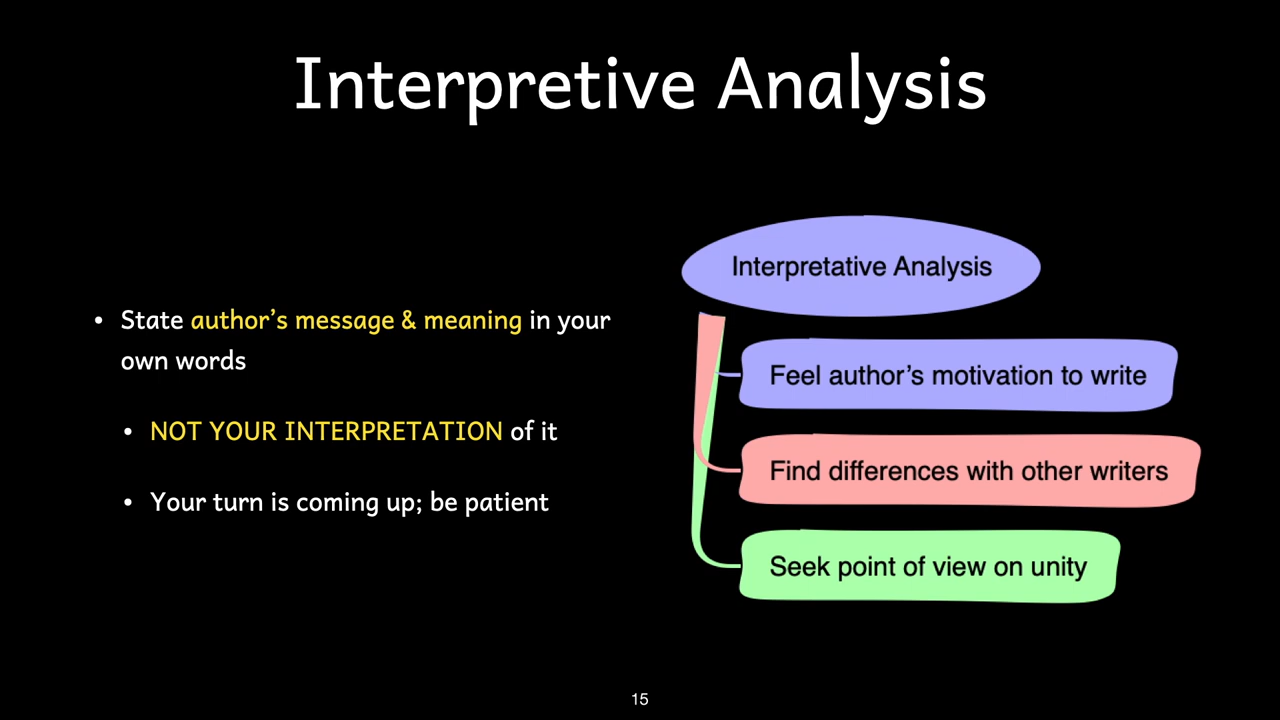 Interpretive Analysis
• State author’s message & meaning in your
own words
• NOT YOUR INTERPRETATION of it
• Your turn is coming up; be patient
Interpretative Analysis
Feel author’s motivation to write
Find differences with other writers
Seek point of view on unity
15